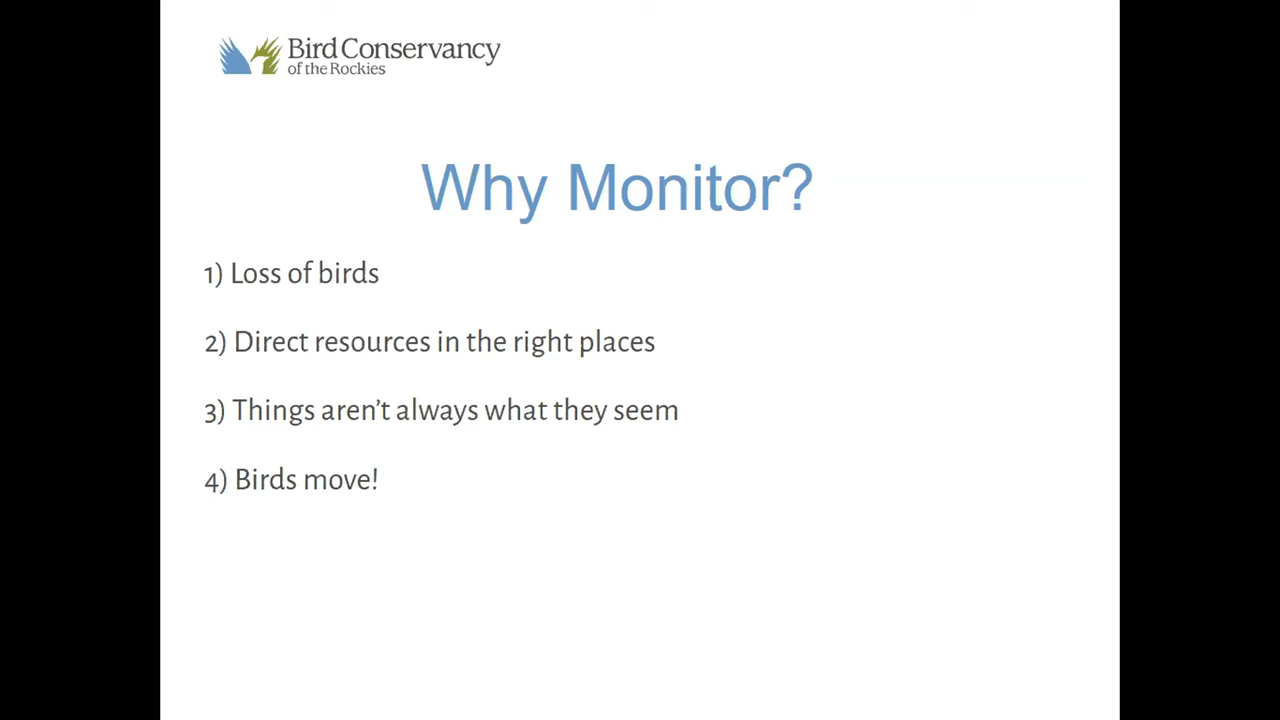 Bird Conservancy
of the Rockies
Why Monitor?
1) Loss of birds
2) Direct resources in the right places
3) Things aren’t always what they seem
4) Birds move!